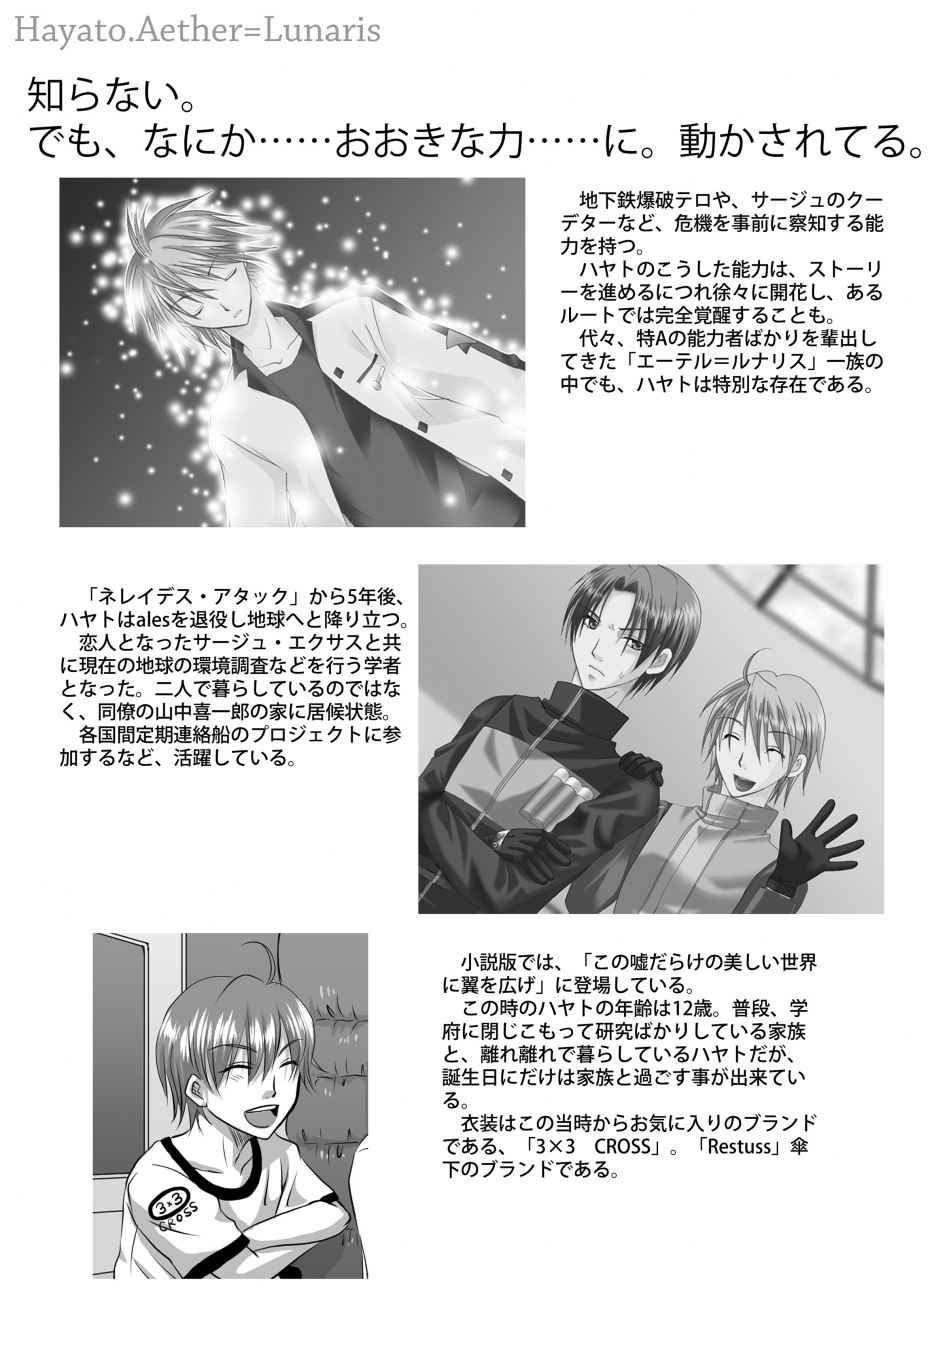 Hayato.Aether=Lunaris
知らない。
でも、なにか……おおきな力……に。動かされてる。
地下鉄爆破テロや、サージュのクー
デターなど、危機を事前に察知する能
力を持つ。
ハヤトのこうした能力は、ストーリ
ーを進めるにつれ徐々に開花し、ある
ルートでは完全覚醒することも。
代々、特Aの能力者ばかりを輩出し
てきた「エーテル＝ルナリス」一族の
中でも、ハヤトは特別な存在である。
「ネレイデス・アタック」から5年後、
ハヤトはalesを退役し地球へと降り立つ。
恋人となったサージュ・エクサスと共
に現在の地球の環境調査などを行う学者
となった。二人で暮らしているのではな
く、同僚の山中喜一郎の家に居候状態。
各国間定期連絡船のプロジェクトに参
加するなど、活躍している。
小説版では、「この嘘だらけの美しい世界
に翼を広げ」に登場している。
この時のハヤトの年齢は12歳。普段、学
府に閉じこもって研究ばかりしている家族
と、離れ離れで暮らしているハヤトだが、
誕生日にだけは家族と過ごす事が出来てい
る。
衣装はこの当時からお気に入りのブランド
である、「3×3　CROSS」。「Restuss」傘
下のブランドである。
3×3
CROSS